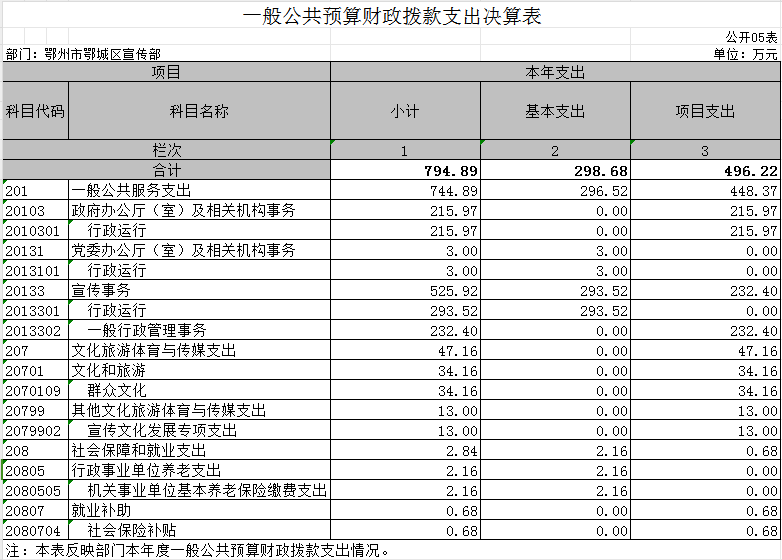 一般公共预算财政拨款支出决算表
公开05表
部门：鄂州市鄂城区宣传部 单位：万元
项目 本年支出
科目代码 科目名称 小计 基本支出 项目支出
栏次 1 2 3
合计 794.89 298.68 496.22
201 一般公共服务支出 744.89 296.52 448.37
20103 政府办公厅（室）及相关机构事务 215.97 0.00 215.97
2010301 行政运行 215.97 0.00 215.97
20131 党委办公厅（室）及相关机构事务 3.00 3.00 0.00
2013101 行政运行 3.00 3.00 0.00
20133 宣传事务 525.92 293.52 232.40
2013301 行政运行 293.52 293.52 0.00
2013302 一般行政管理事务 232.40 0.00 232.40
207 文化旅游体育与传媒支出 47.16 0.00 47.16
20701 文化和旅游 34.16 0.00 34.16
2070109 群众文化 34.16 0.00 34.16
20799 其他文化旅游体育与传媒支出 13.00 0.00 13.00
2079902 宣传文化发展专项支出 13.00 0.00 13.00
208 社会保障和就业支出 2.84 2.16 0.68
20805 行政事业单位养老支出 2.16 2.16 0.00
2080505 机关事业单位基本养老保险缴费支出 2.16 2.16 0.00
20807 就业补助 0.68 0.00 0.68
2080704 社会保险补贴 0.68 0.00 0.68
注：本表反映部门本年度一般公共预算财政拨款支出情况。